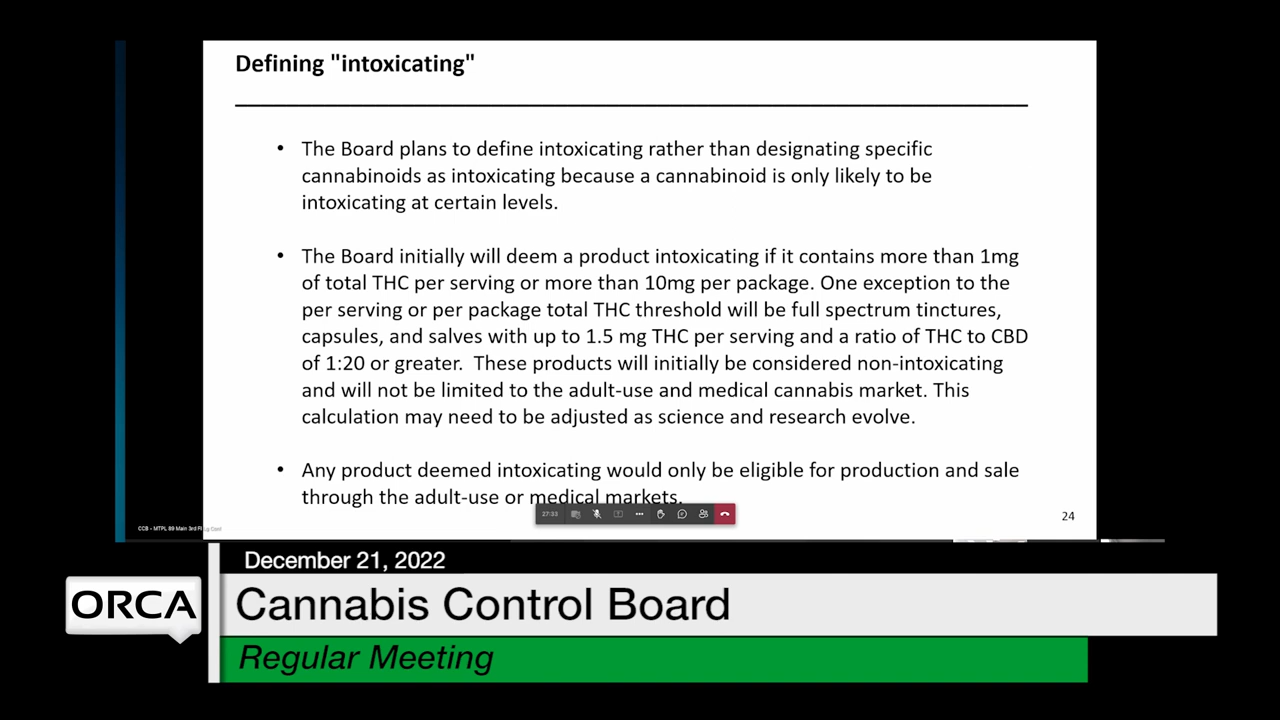 Defining "intoxicating"
• The Board plans to define intoxicating rather than designating specific
cannabinoids as intoxicating because a cannabinoid is only likely to be
intoxicating at certain levels.
• The Board initially will deem a product intoxicating if it contains more than 1mg
of total THC per serving or more than 10mg per package. One exception to the
per serving or per package total THC threshold will be full spectrum tinctures,
capsules, and salves with up to 1.5 mg THC per serving and a ratio of THC to CBD
of 1:20 or greater.  These products will initially be considered non-intoxicating
and will not be limited to the adult-use and medical cannabis market. This
calculation may need to be adjusted as science and research evolve.
• Any product deemed intoxicating would only be eligible for production and sale
through the adult-use or medical markets.
27:33
24
CCB - MTPL 89 Main 3rd
December 21, 2022
ORCA
Cannabis Control Board
Regular Meeting